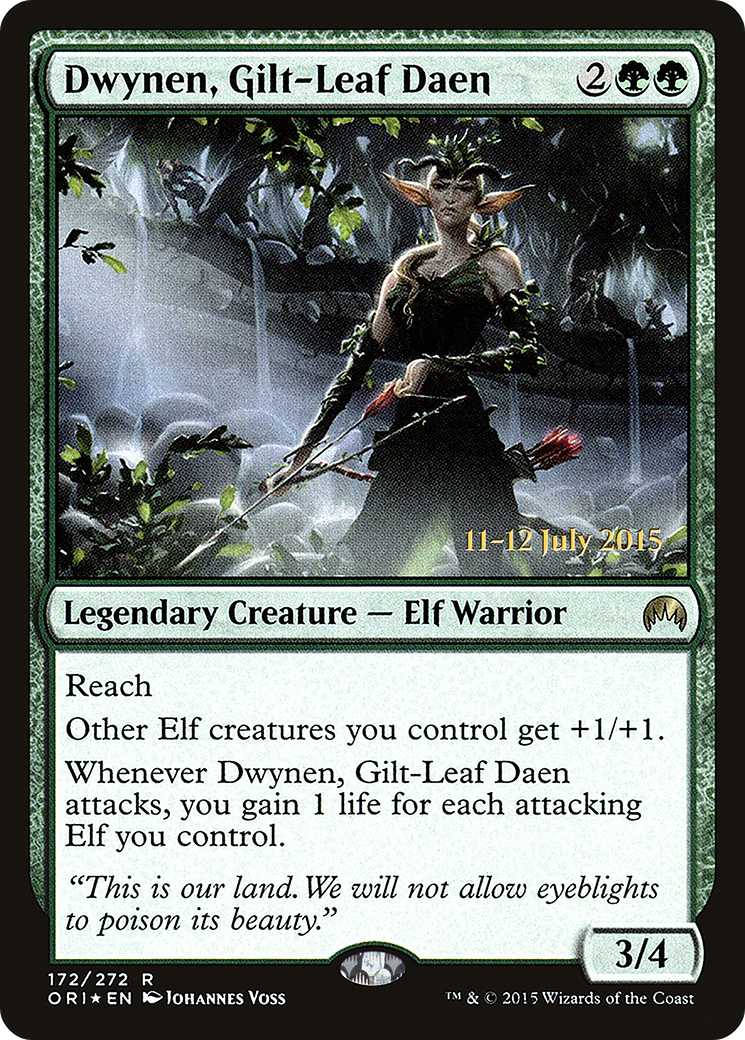 Dwynen, Gilt-Leaf Daen 2
11-12 July 2015
Legendary Creature — Elf Warrior
Reach
Other Elf creatures you control get +1/+1.
Whenever Dwynen, Gilt-Leaf Daen
attacks, you gain 1 life for each attacking
Elf you control.
“This is our land. We will not allow eyeblights
to poison its beauty.”
3/4
172/272 R
ORI★EN Johannes Voss
™ & © 2015 Wizards of the Coast